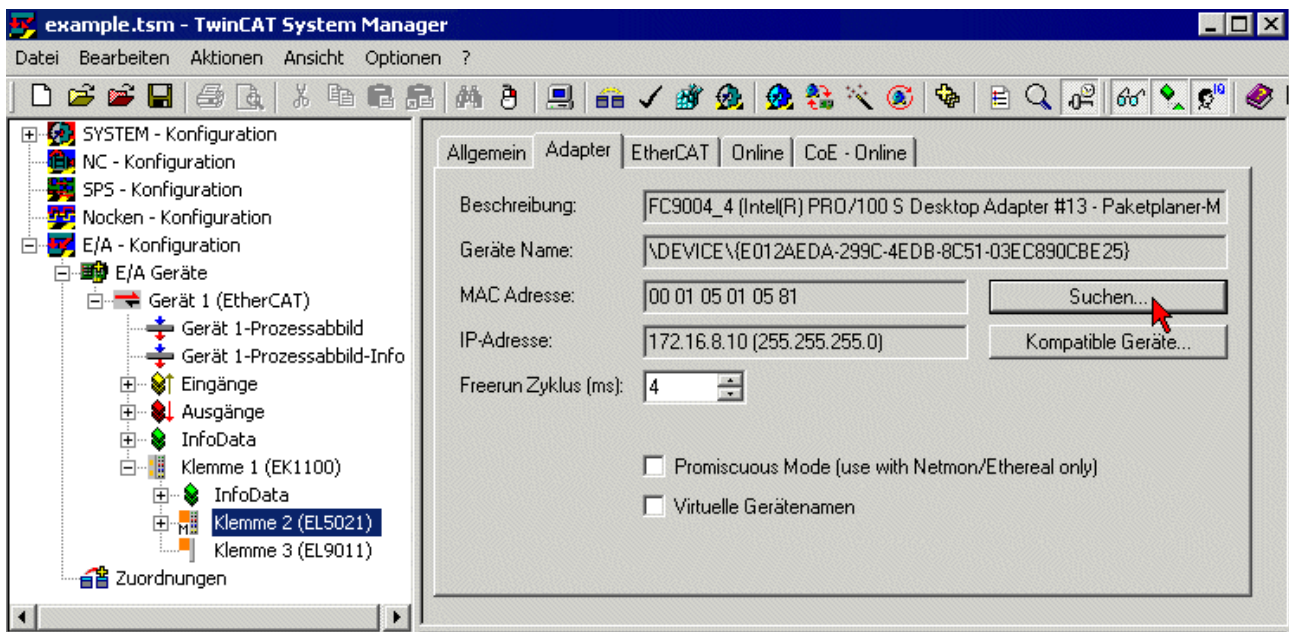 example.tsm - TwinCAT System Manager
Datei Bearbeiten Aktionen Ansicht Optionen ?
SYSTEM - Konfiguration
NC - Konfiguration
SPS - Konfiguration
Nocken - Konfiguration
E/A - Konfiguration
E/A Geräte
Gerät 1 (EtherCAT)
Gerät 1-Prozessabbild
Gerät 1-Prozessabbild-Info
Eingänge
Ausgänge
InfoData
Klemme 1 (EK1100)
InfoData
Klemme 2 (EL5021)
Klemme 3 (EL9011)
Zuordnungen
Allgemein Adapter EtherCAT Online CoE - Online
Beschreibung: FC9004_4 (Intel(R) PRO/100 S Desktop Adapter #13 - Paketplaner-M
Geräte Name: \DEVICE\{E012AEDA-299C-4EDB-8C51-03EC890CBE25}
MAC Adresse: 00 01 05 01 05 81 Suchen...
IP-Adresse: 172.16.8.10 (255.255.255.0) Kompatible Geräte...
Freerun Zyklus (ms): 4
Promiscuous Mode (use with Netmon/Ethereal only)
Virtuelle Gerätenamen